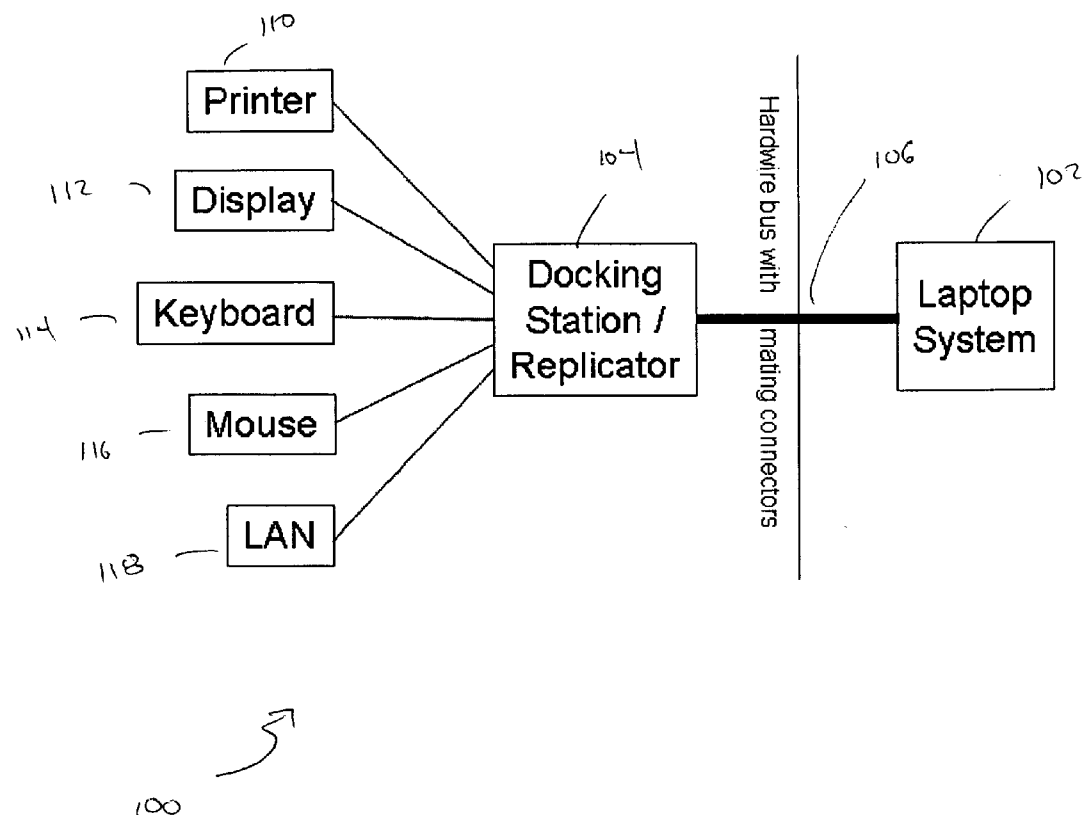 110
Printer
112
Display
114
Keyboard
116
Mouse
118
LAN
104
Docking
Station /
Replicator
Hardwire bus with mating connectors
106
102
Laptop
System
100